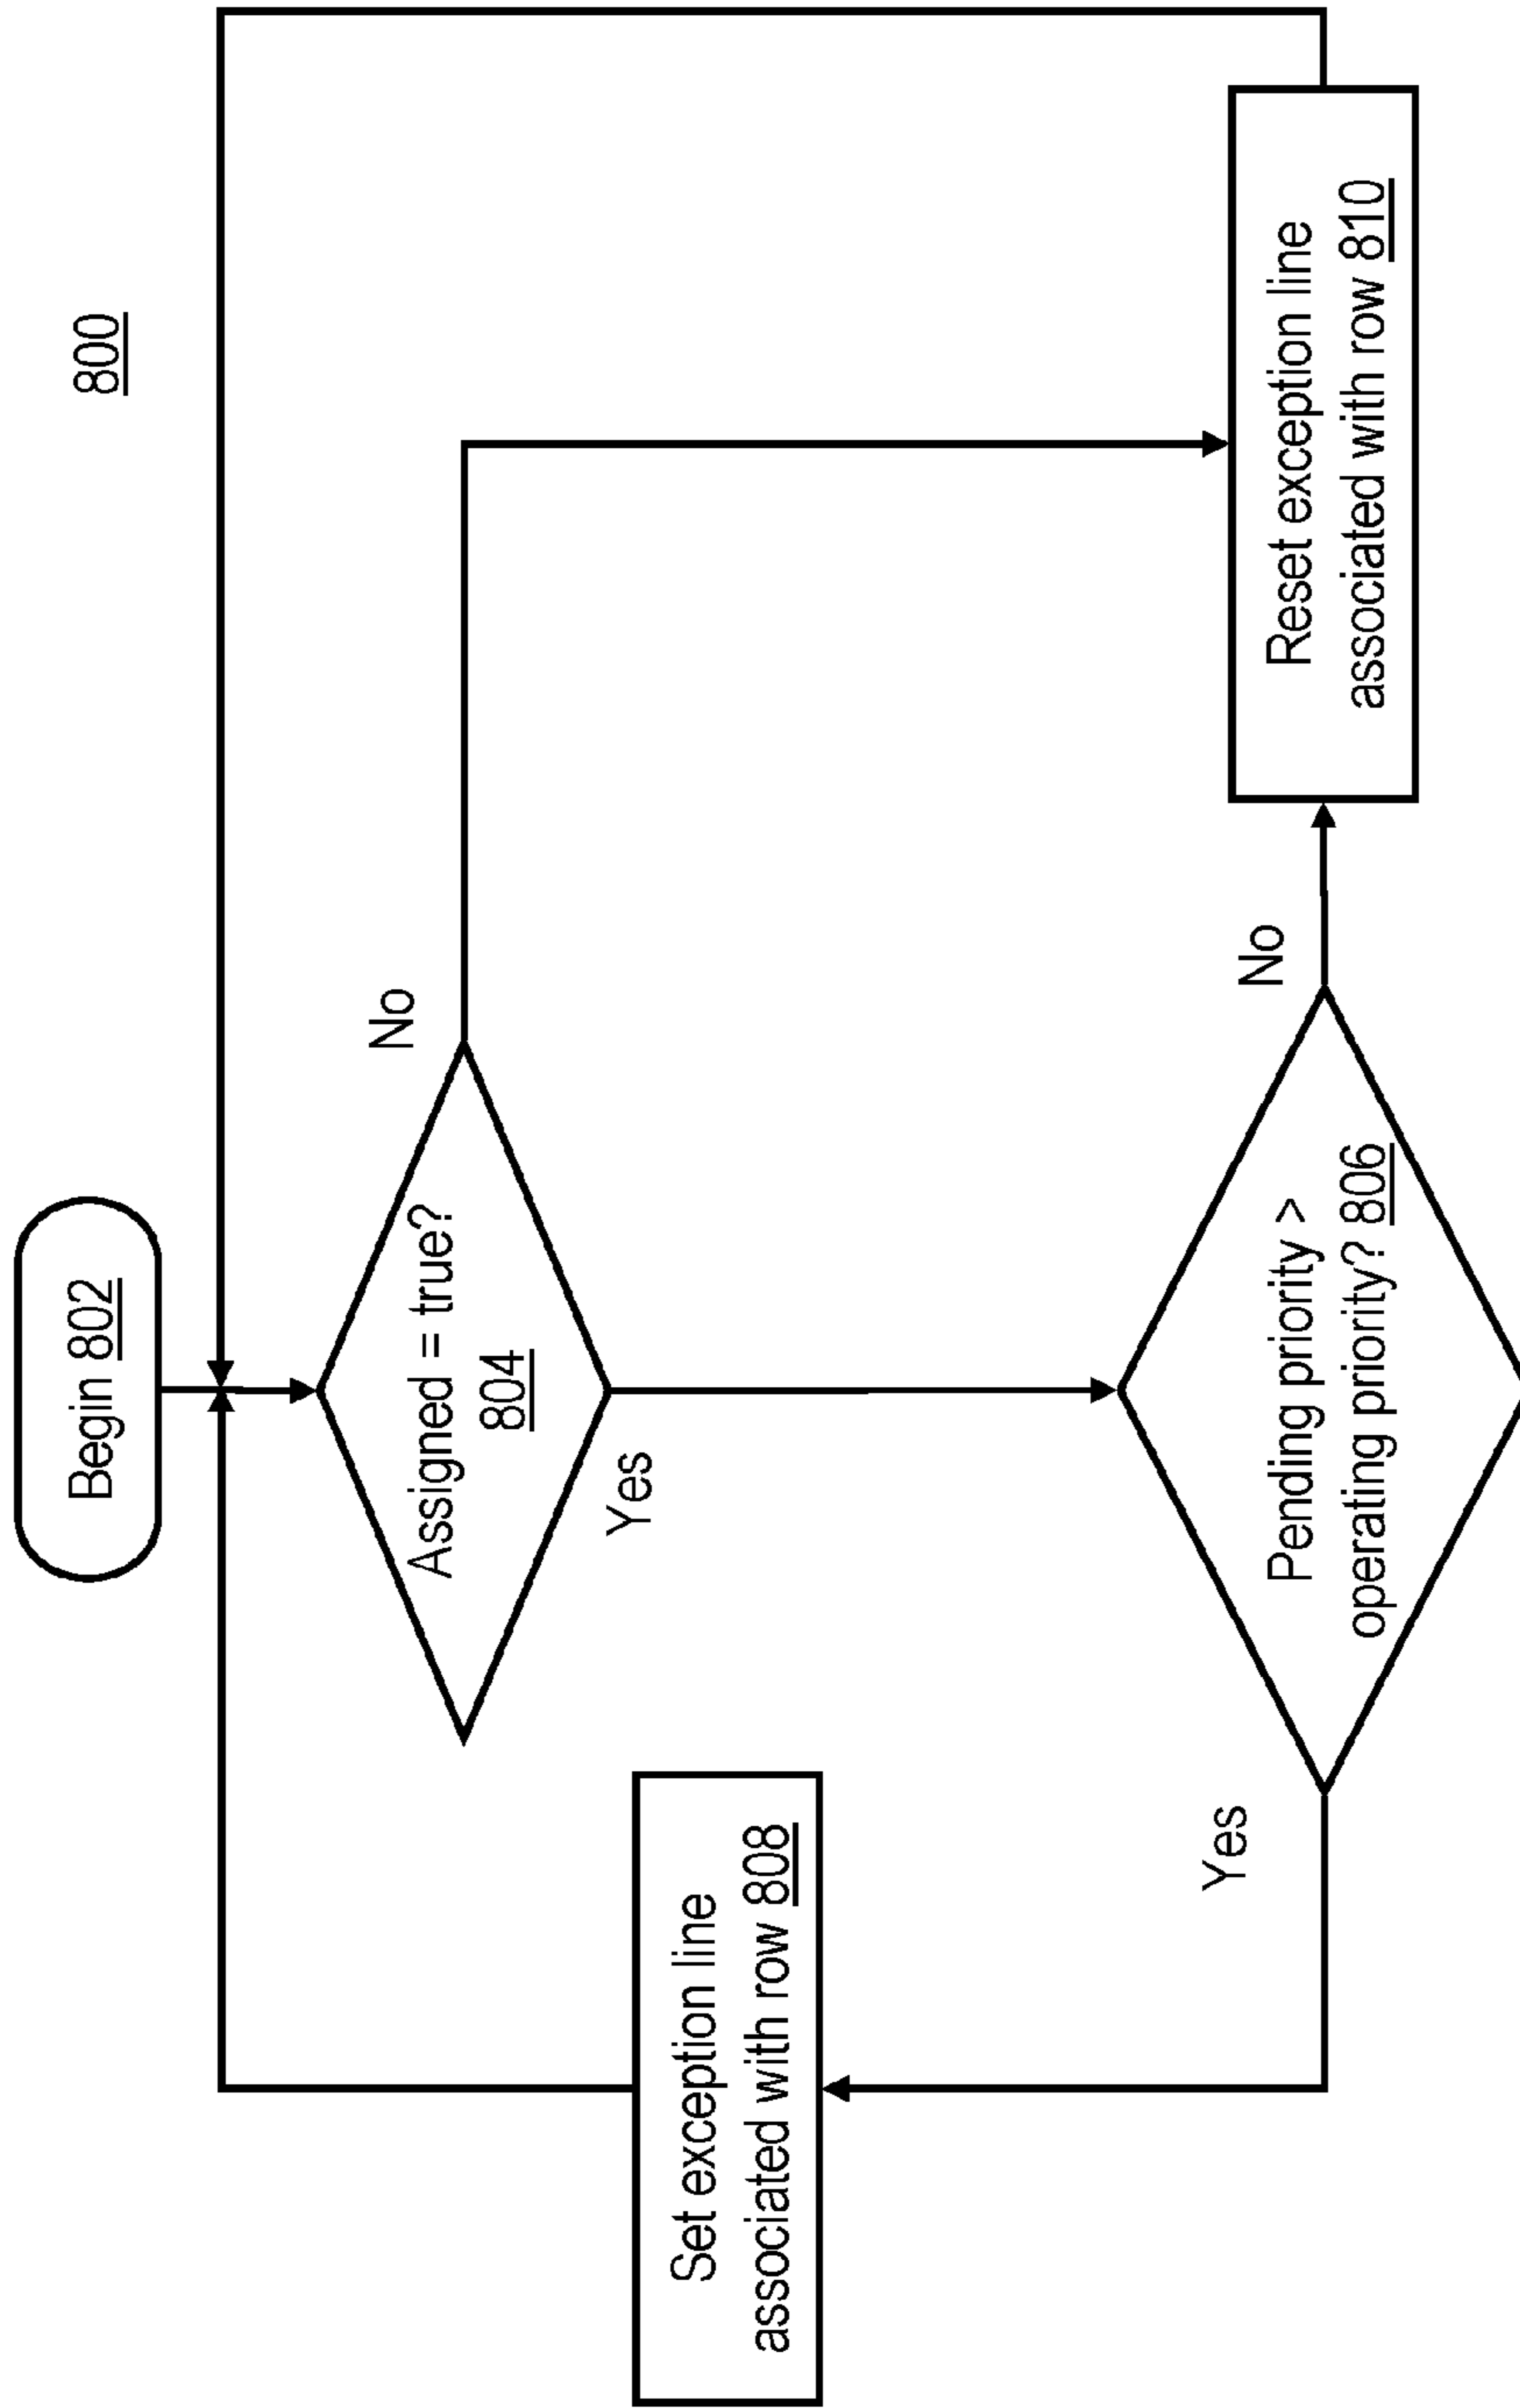 800
Begin 802
Assigned = true?
804
No
Yes
Pending priority >
operating priority? 806
No
Yes
Set exception line
associated with row 808
Reset exception line
associated with row 810